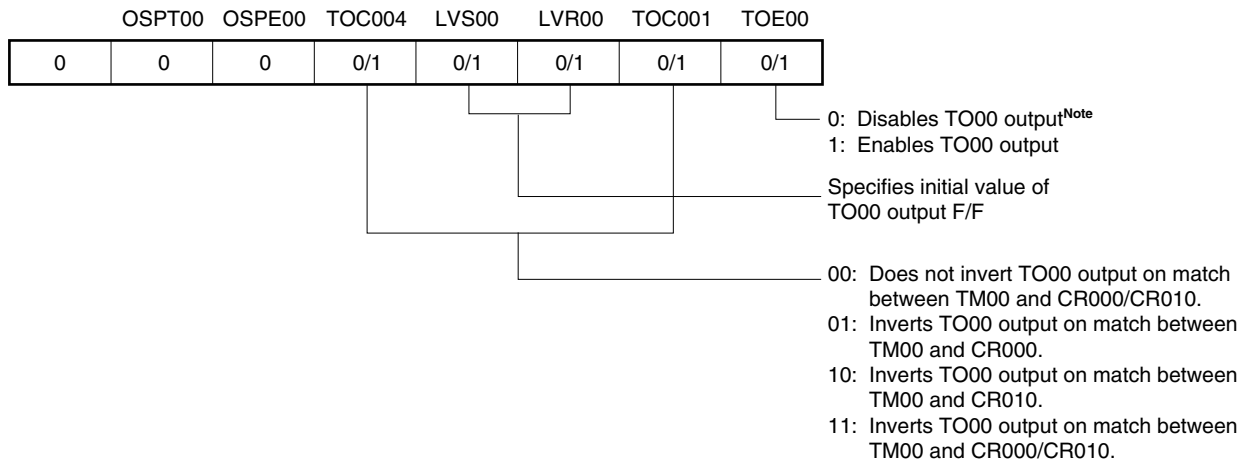 OSPT00 OSPE00 TOC004 LVS00 LVR00 TOC001 TOE00
0 0 0 0/1 0/1 0/1 0/1 0/1
0: Disables TO00 outputNote
1: Enables TO00 output
Specifies initial value of
TO00 output F/F
00: Does not invert TO00 output on match
between TM00 and CR000/CR010.
01: Inverts TO00 output on match between
TM00 and CR000.
10: Inverts TO00 output on match between
TM00 and CR010.
11: Inverts TO00 output on match between
TM00 and CR000/CR010.